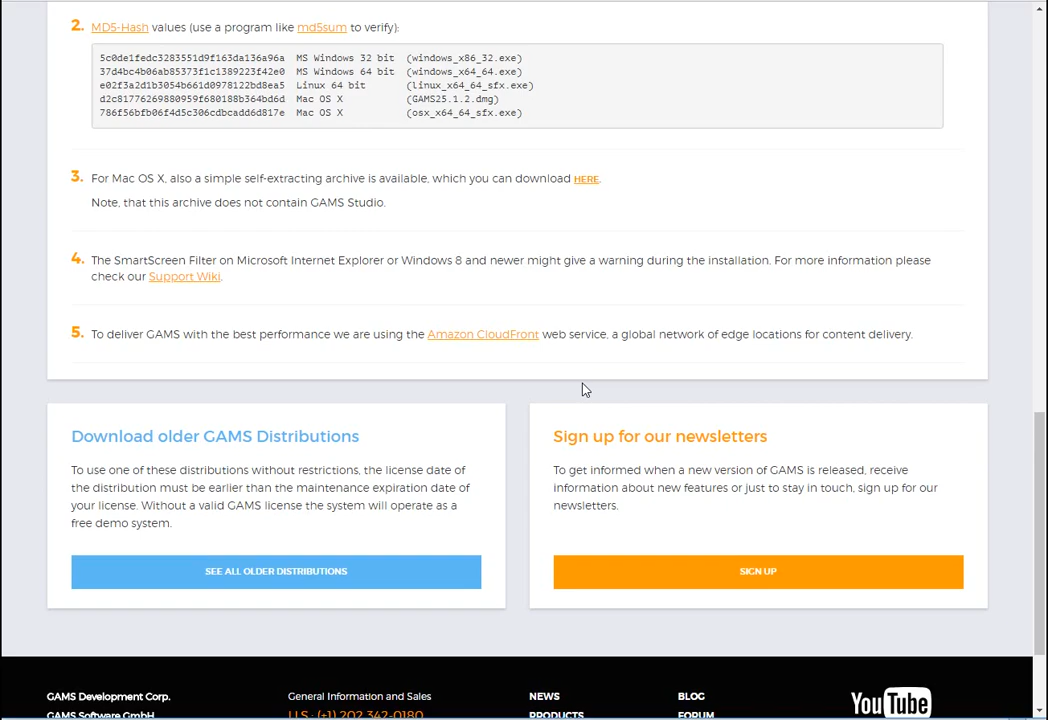 2. MD5-Hash values (use a program like md5sum to verify):
5c0de1fedc3283551d9f163da136a96a MS Windows 32 bit (windows_x86_32.exe)
37d4bc4b06ab85373f1c1389223f42e0 MS Windows 64 bit (windows_x64_64.exe)
e02f3a2d1b3054b661d0978122bd8ea5 Linux 64 bit (linux_x64_64_sfx.exe)
d2c81776269880959f680188b364bd6d Mac OS X (GAMS25.1.2.dmg)
786f56bfb06f4d5c306cdbcadd6d817e Mac OS X (osx_x64_64_sfx.exe)
3. For Mac OS X, also a simple self-extracting archive is available, which you can download HERE.
Note, that this archive does not contain GAMS Studio.
4. The SmartScreen Filter on Microsoft Internet Explorer or Windows 8 and newer might give a warning during the installation. For more information please
check our Support Wiki.
5. To deliver GAMS with the best performance we are using the Amazon CloudFront web service, a global network of edge locations for content delivery.
Download older GAMS Distributions
To use one of these distributions without restrictions, the license date of
the distribution must be earlier than the maintenance expiration date of
your license. Without a valid GAMS license the system will operate as a
free demo system.
SEE ALL OLDER DISTRIBUTIONS
Sign up for our newsletters
To get informed when a new version of GAMS is released, receive
information about new features or just to stay in touch, sign up for our
newsletters.
SIGN UP
GAMS Development Corp.
GAMS Software GmbH
General Information and Sales
U.S.: (+1) 202 342-0180
NEWS
PRODUCTS
BLOG
FORUM
YouTube